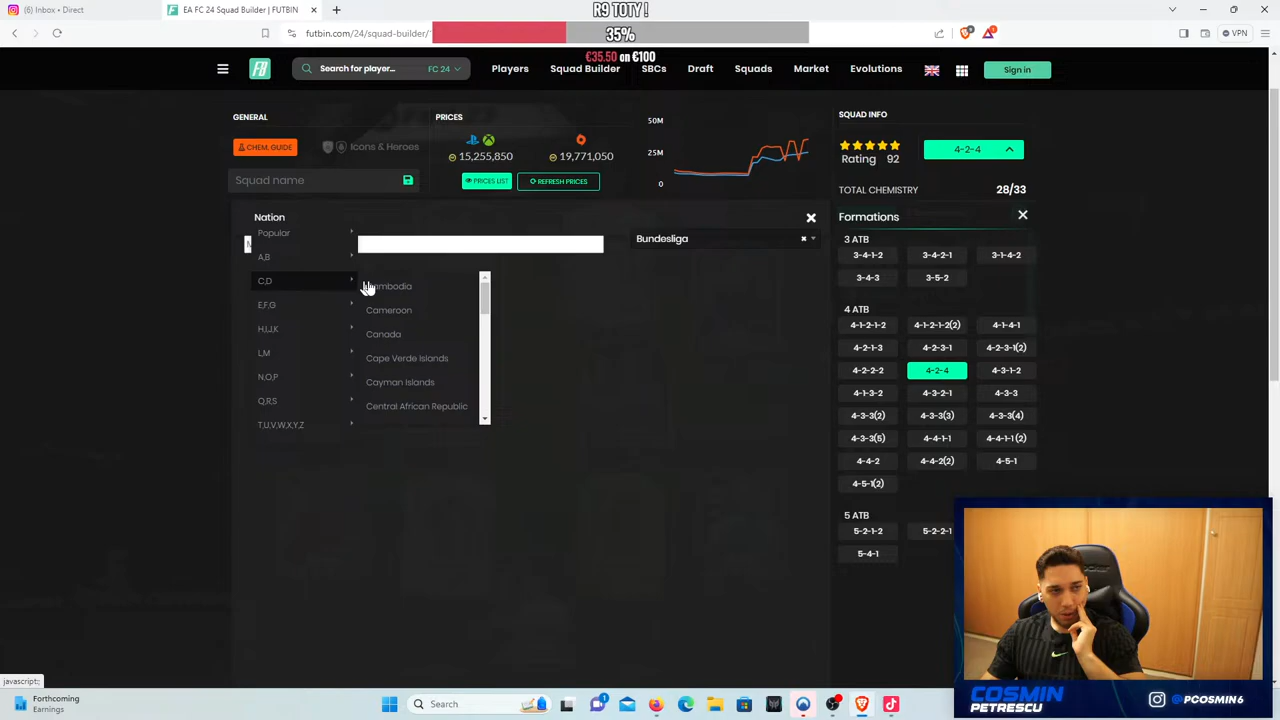 R9 TOTY !
(6) Inbox • Direct
EA FC 24 Squad Builder | FUTBIN
35%
futbin.com/24/squad-builder/
VPN
€35.50 on €100
Search for player...
FC 24
Players
Squad Builder
SBCs
Draft
Squads
Market
Evolutions
Sign in
GENERAL
PRICES
50M
25M
0
SQUAD INFO
CHEM. GUIDE
Icons & Heroes
15,255,850
19,771,050
Rating 92
4-2-4
Squad name
PRICES LIST
REFRESH PRICES
TOTAL CHEMISTRY
28/33
Nation
Bundesliga
Popular
A,B
C,D
E,F,G
H,I,J,K
L,M
N,O,P
Q,R,S
T,U,V,W,X,Y,Z
Cameroon
Canada
Cape Verde Islands
Cayman Islands
Central African Republic
Formations
3 ATB
3-4-1-2
3-4-2-1
3-1-4-2
3-4-3
3-5-2
4 ATB
4-1-2-1-2
4-1-2-1-2(2)
4-1-4-1
4-2-1-3
4-2-3-1
4-2-3-1(2)
4-2-2-2
4-2-4
4-3-1-2
4-1-3-2
4-3-2-1
4-3-3
4-3-3(2)
4-3-3(3)
4-3-3(4)
4-3-3(5)
4-4-1-1
4-4-1-1(2)
4-4-2
4-4-2(2)
4-5-1
4-5-1(2)
5 ATB
5-2-1-2
5-2-2-1
5-4-1
javascript:;
Forthcoming
Earnings
Search
1
COSMIN
PETRESCU
@PCOSMIN6